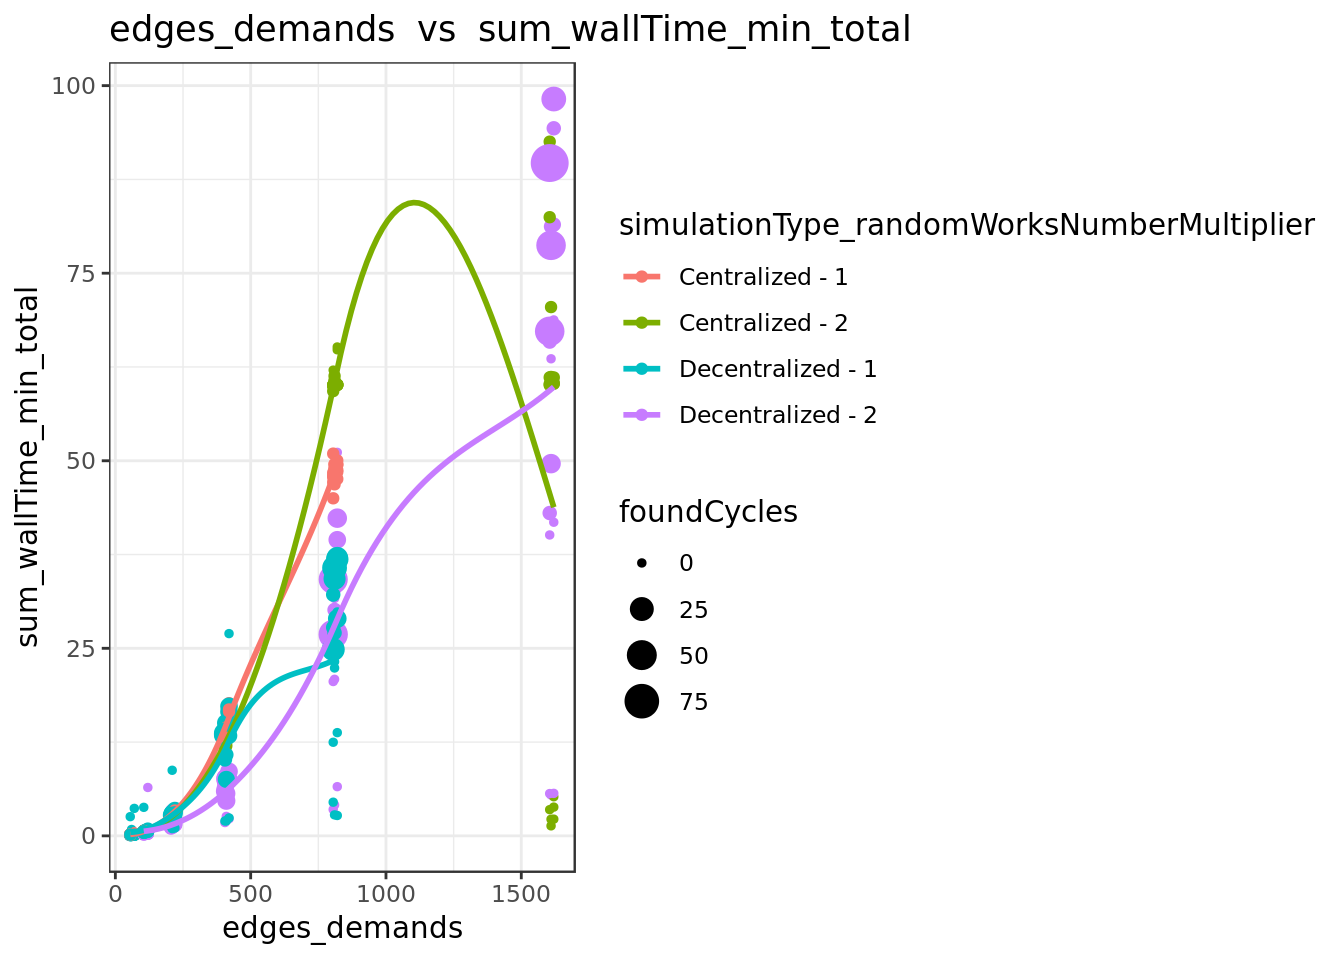 edges_demands vs sum_wallTime_min_total
100
75
50
25
0
sum_wallTime_min_total
0
500
1000
1500
edges_demands
simulationType_randomWorksNumberMultiplier
Centralized - 1
Centralized - 2
Decentralized - 1
Decentralized - 2
foundCycles
0
25
50
75